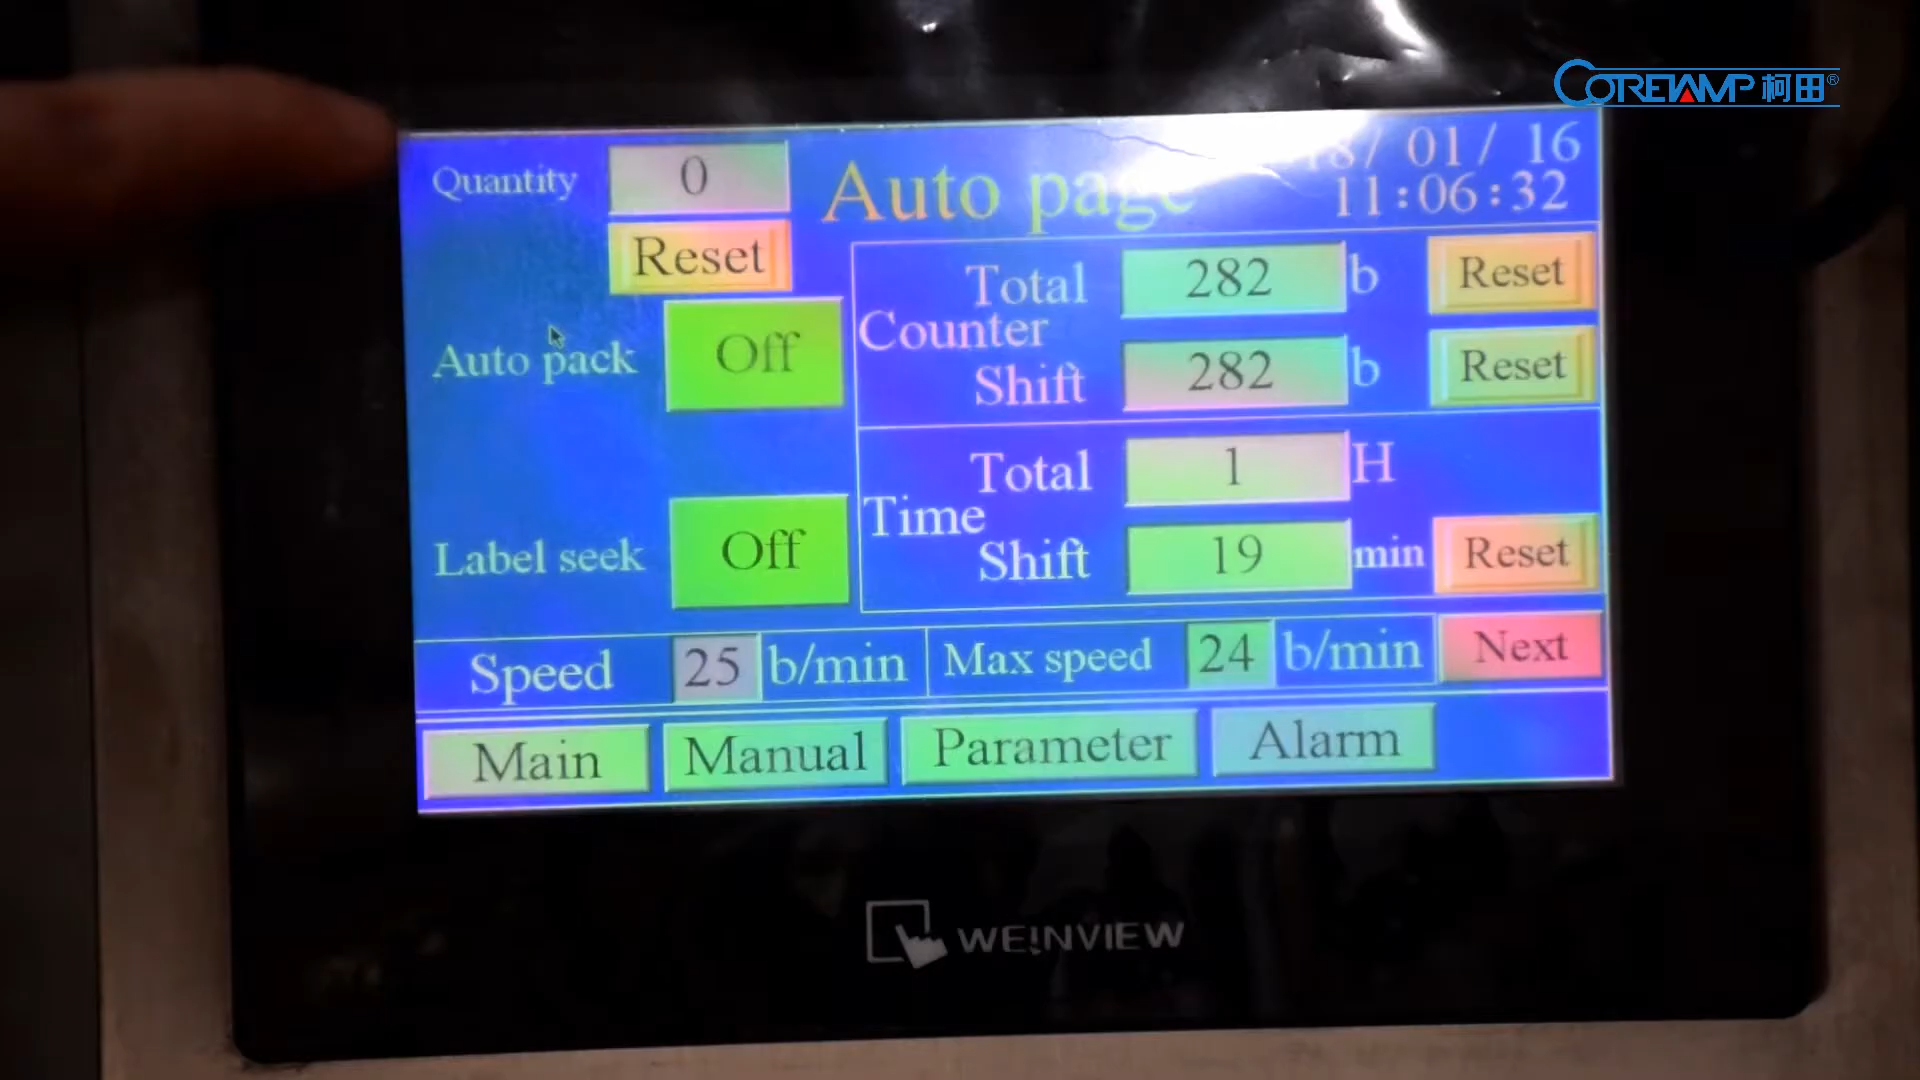 COREtAMP 柯田®
Quantity 0
Auto page
8/ 01/ 16
11:06:32
Reset
Total 282 b Reset
Counter
Shift 282 b Reset
Auto pack Off
Total 1 H
Time
Shift 19 min Reset
Label seek Off
Speed 25 b/min Max speed 24 b/min Next
Main Manual Parameter Alarm
WEINVIEW